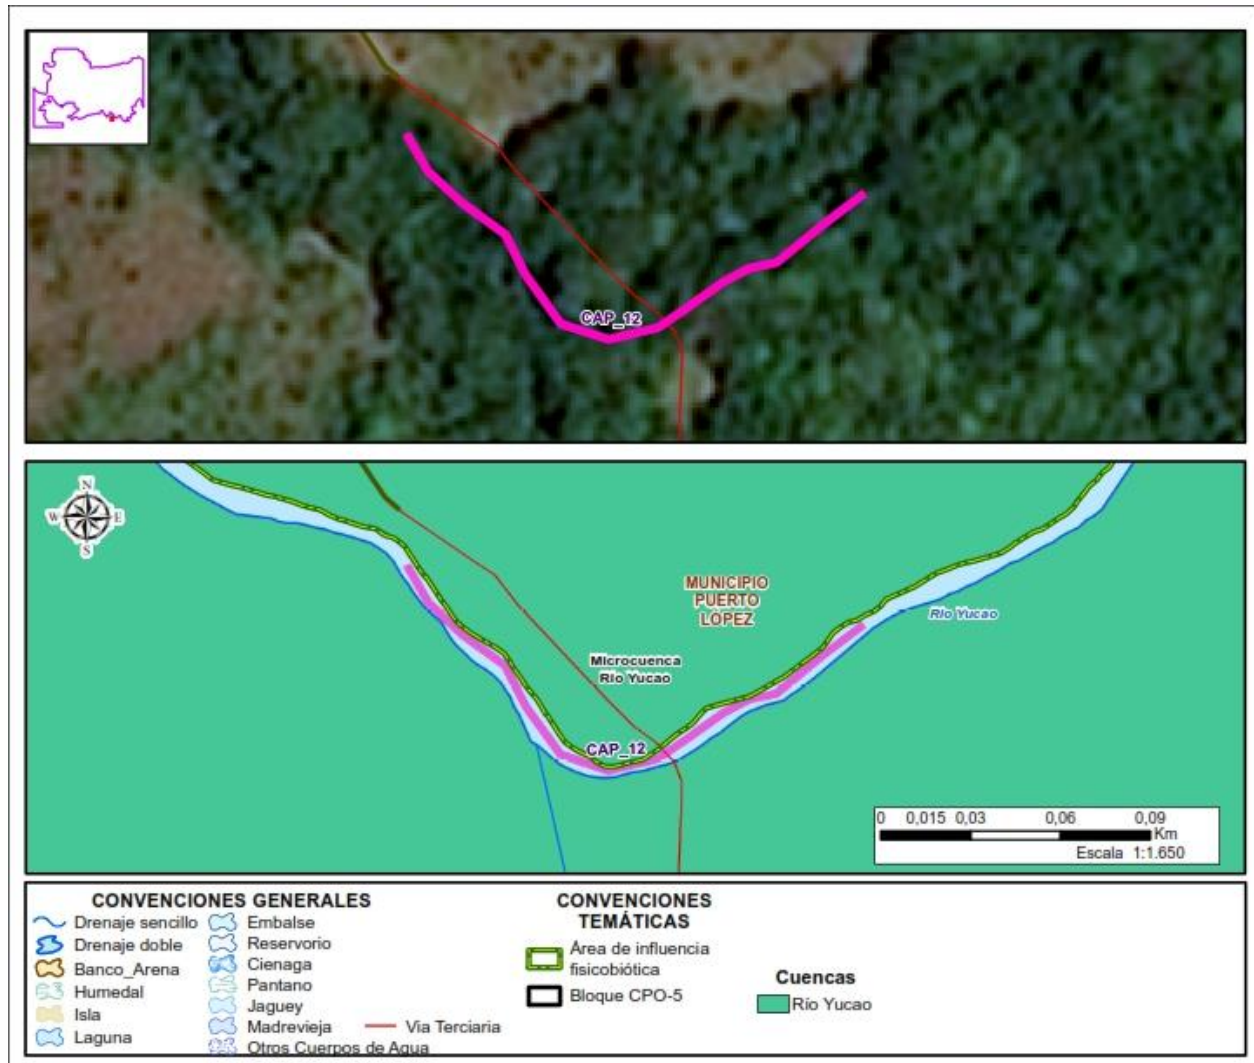 CAP_12
N
W
E
S
MUNICIPIO
PUERTO
LÓPEZ
Río Yucao
Microcuenca
Río Yucao
CAP_12
0 0,015 0,03 0,06 0,09
Km
Escala 1:1.650
CONVENCIONES GENERALES
Drenaje sencillo
Drenaje doble
Banco_Arena
Humedal
Isla
Laguna
Embalse
Reservorio
Cienaga
Pantano
Jaguey
Madrevieja
Otros Cuerpos de Agua
Via Terciaria
CONVENCIONES
TEMÁTICAS
Área de influencia
fisicobiótica
Bloque CPO-5
Cuencas
Río Yucao